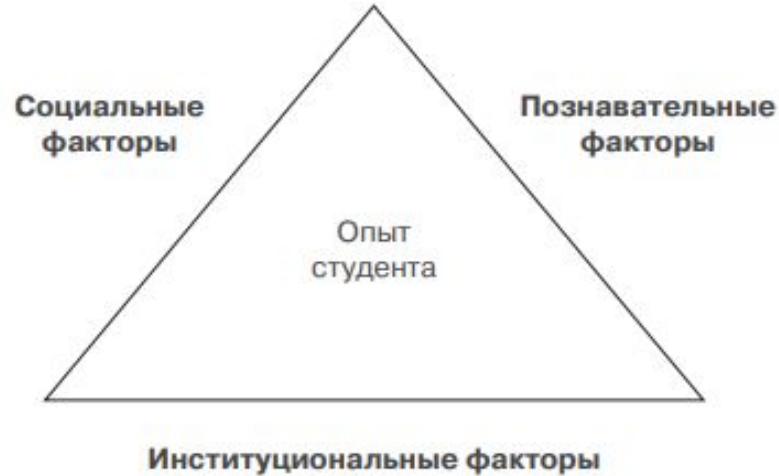 Социальные
факторы
Познавательные
факторы
Опыт
студента
Институциональные факторы